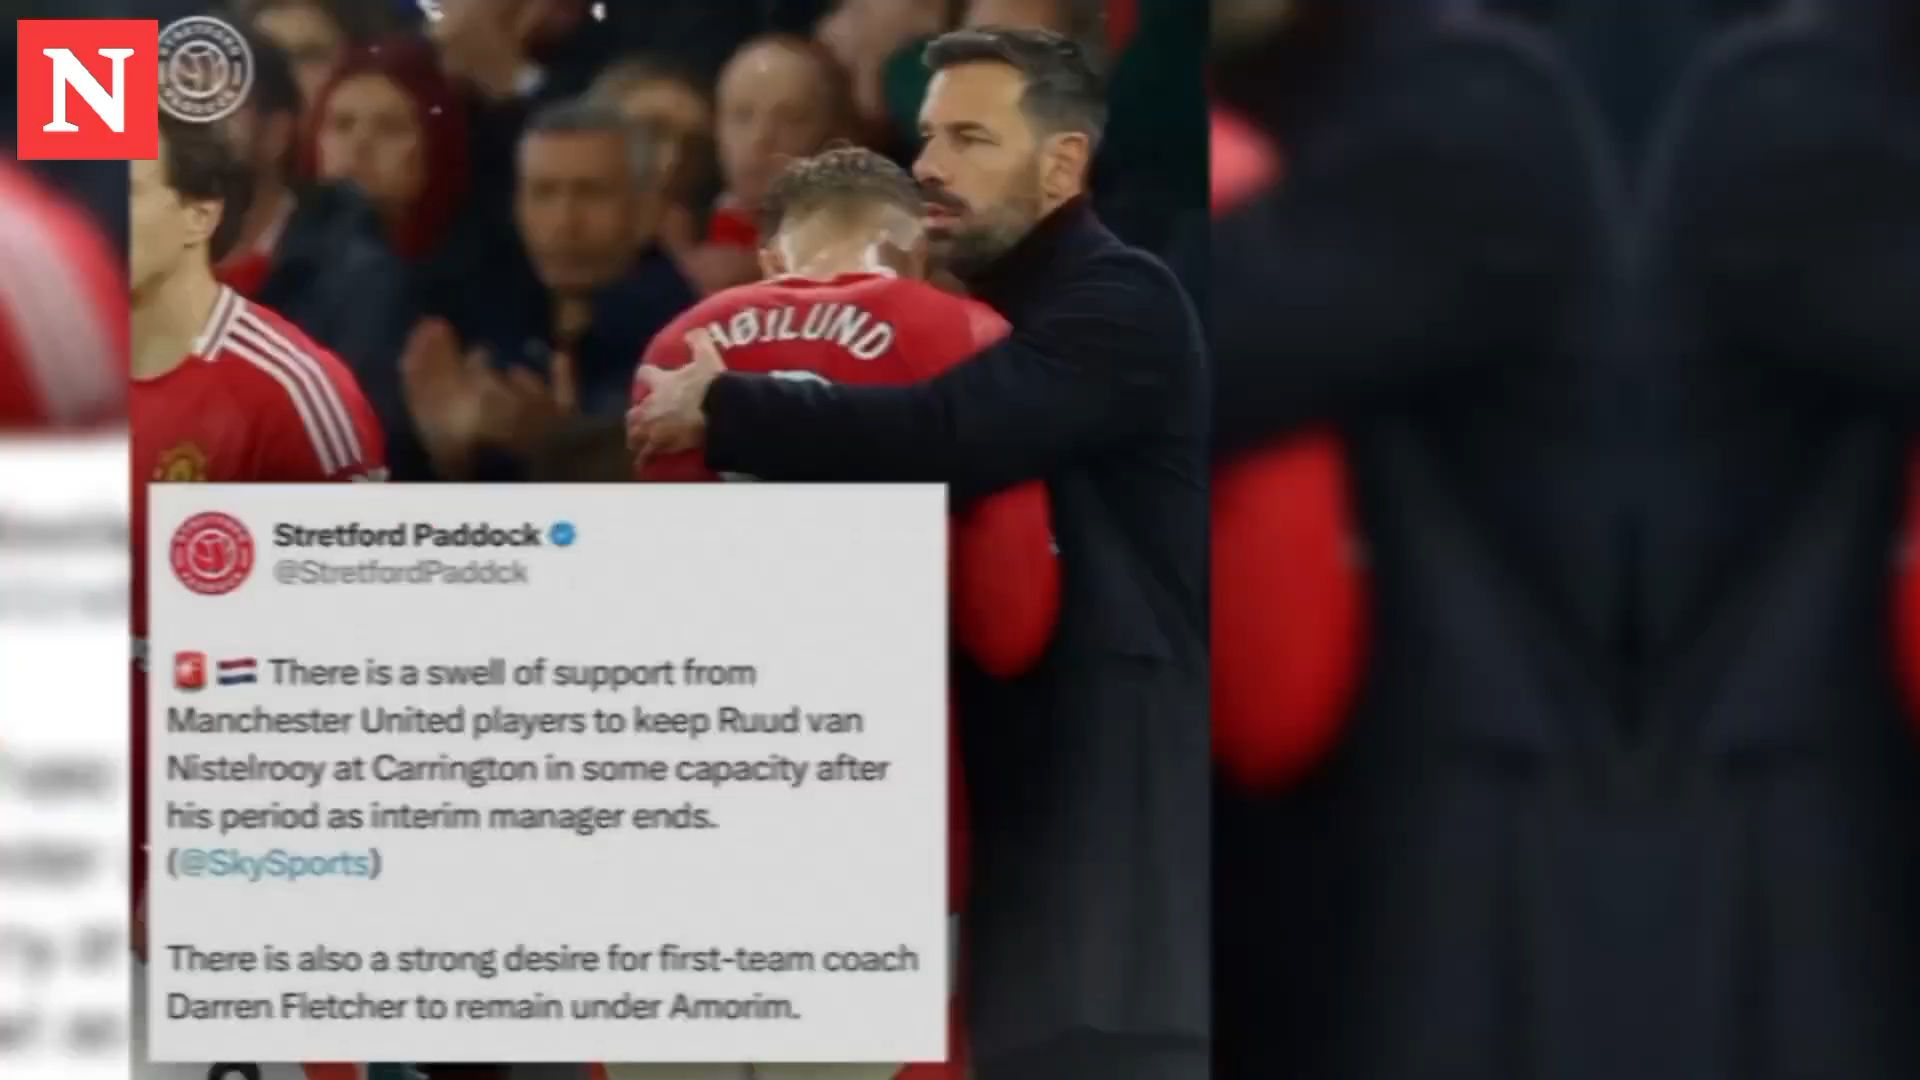 N
STRETFORD
PADDOCK
HØJLUND
Stretford Paddock
@StretfordPaddck
There is a swell of support from
Manchester United players to keep Ruud van
Nistelrooy at Carrington in some capacity after
his period as interim manager ends.
(@SkySports)
There is also a strong desire for first-team coach
Darren Fletcher to remain under Amorim.